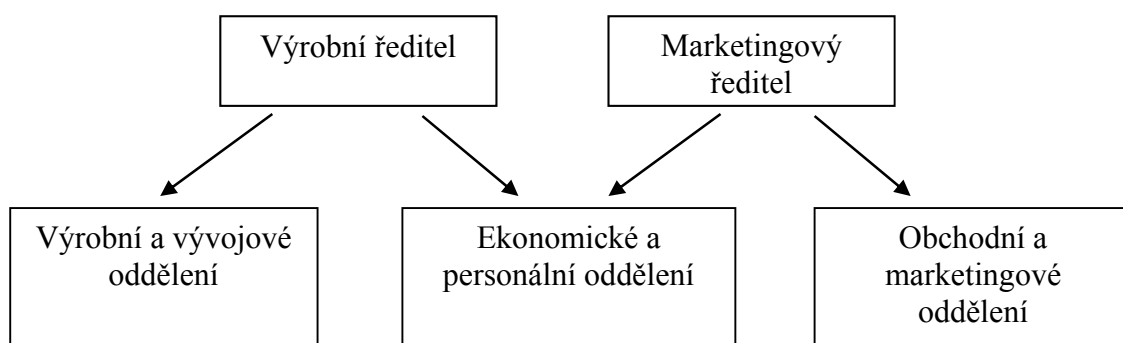 Výrobní ředitel
Marketingový
ředitel
Výrobní a vývojové
oddělení
Ekonomické a
personální oddělení
Obchodní a
marketingové
oddělení